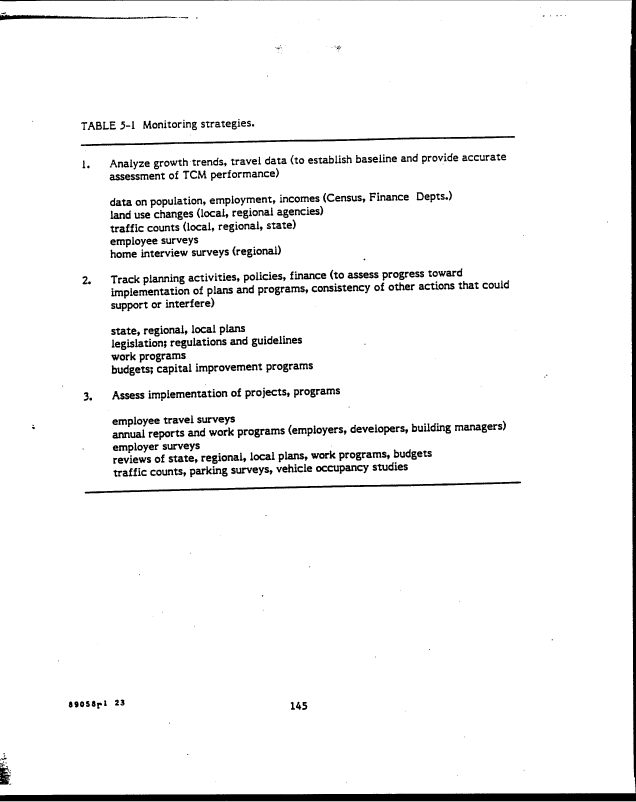 TABLE 5-1 Monitoring strategies.
1. Analyze growth trends, travel data (to establish baseline and provide accurate
assessment of TCM performance)
data on population, employment, incomes (Census, Finance Depts.)
land use changes (local, regional agencies)
traffic counts (local, regional, state)
employee surveys
home interview surveys (regional)
2. Track planning activities, policies, finance (to assess progress toward
implementation of plans and programs, consistency of other actions that could
support or interfere)
state, regional, local plans
legislation; regulations and guidelines
work programs
budgets; capital improvement programs
3. Assess implementation of projects, programs
employee travel surveys
annual reports and work programs (employers, developers, building managers)
employer surveys
reviews of state, regional, local plans, work programs, budgets
traffic counts, parking surveys, vehicle occupancy studies
89058r1 23
145